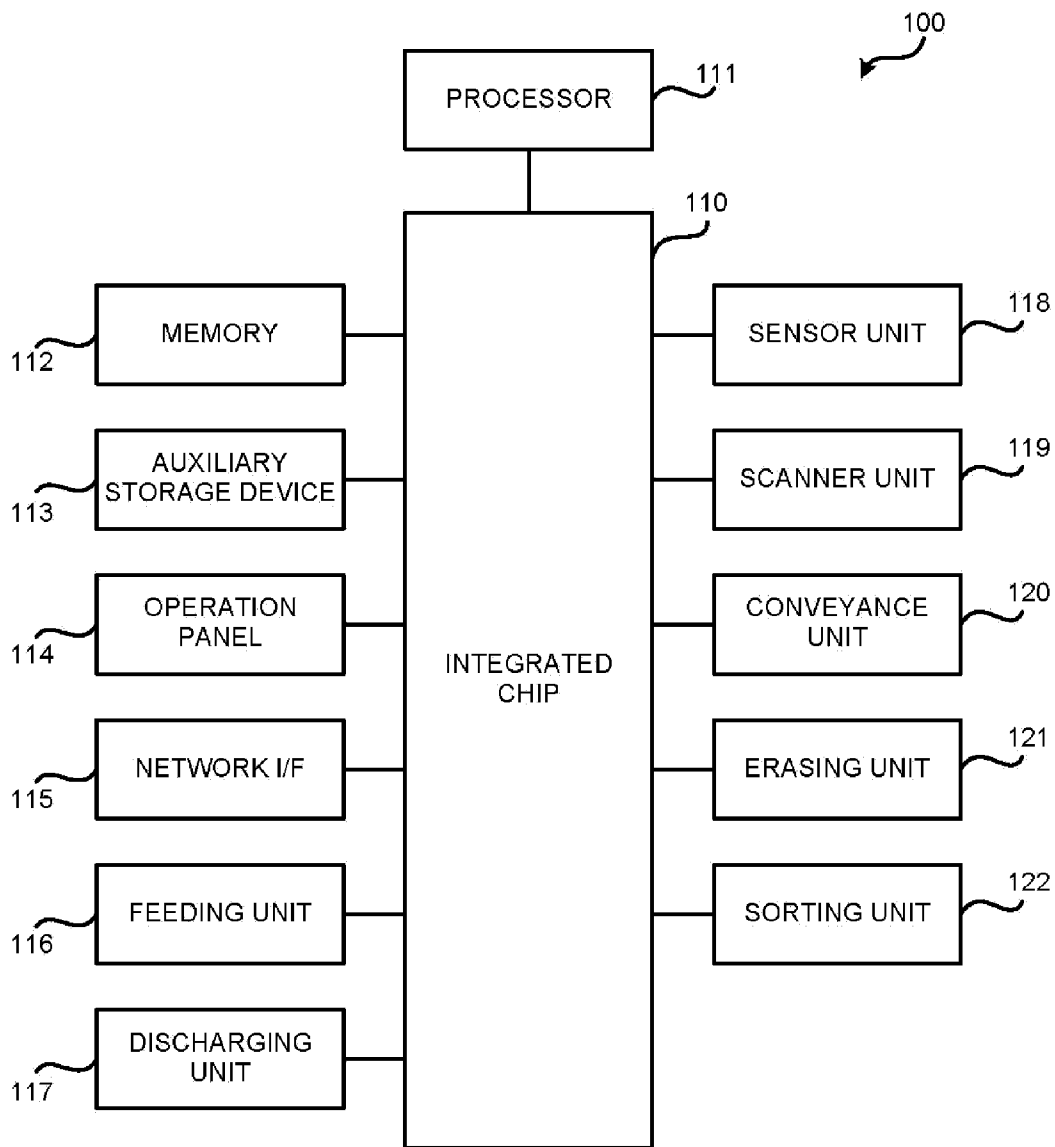 100
PROCESSOR
111
110
MEMORY
112
AUXILIARY
STORAGE DEVICE
113
OPERATION
PANEL
114
NETWORK I/F
115
FEEDING UNIT
116
DISCHARGING
UNIT
117
INTEGRATED
CHIP
SENSOR UNIT
118
SCANNER UNIT
119
CONVEYANCE
UNIT
120
ERASING UNIT
121
SORTING UNIT
122